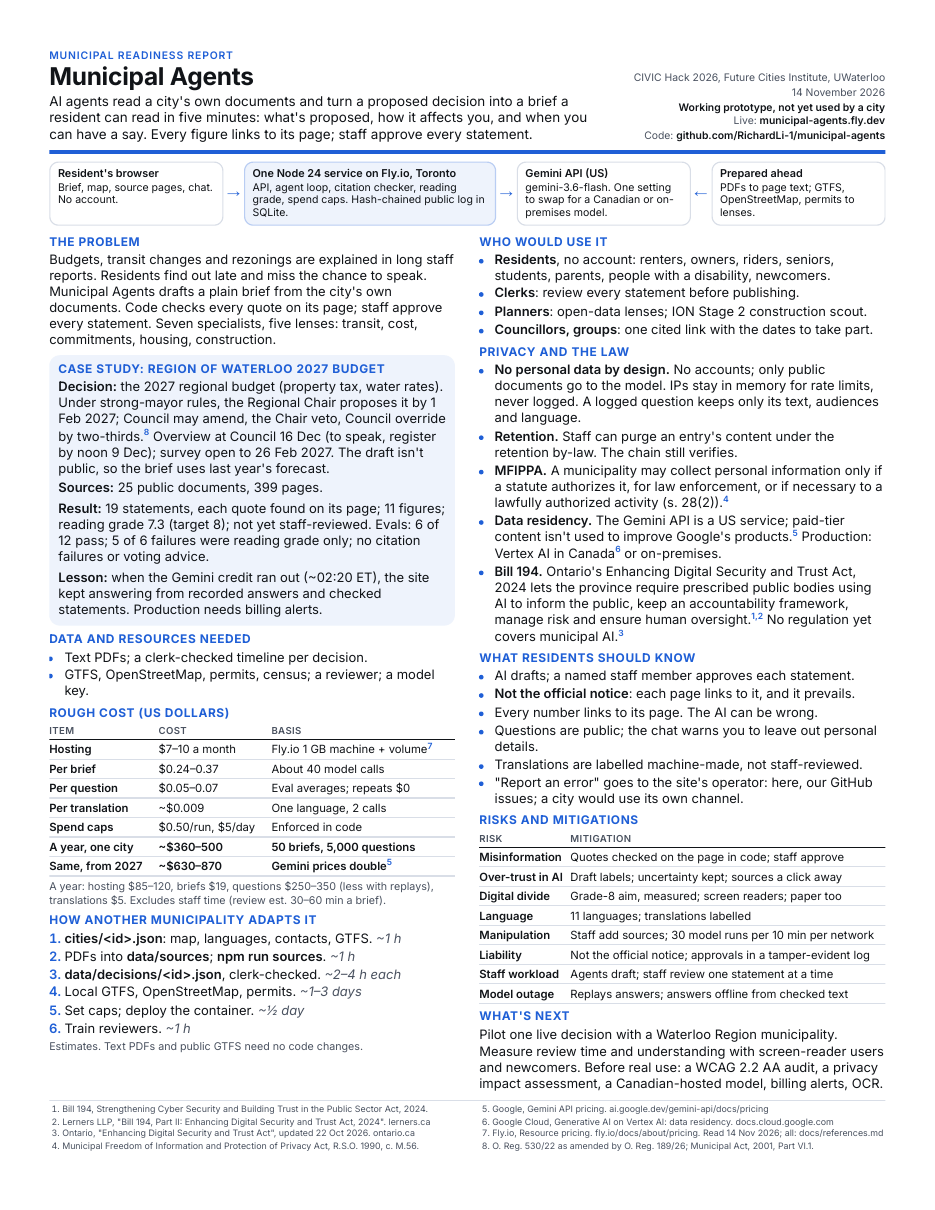 MUNICIPAL READINESS REPORT
Municipal Agents
AI agents read a city's own documents and turn a proposed decision into a brief a
resident can read in five minutes: what's proposed, how it affects you, and when you
can have a say. Every figure links to its page; staff approve every statement.
CIVIC Hack 2026, Future Cities Institute, UWaterloo
14 November 2026
Working prototype, not yet used by a city
Live: municipal-agents.fly.dev
Code: github.com/RichardLi-1/municipal-agents
Resident's browser
Brief, map, source pages, chat.
No account.
→
One Node 24 service on Fly.io, Toronto
API, agent loop, citation checker, reading
grade, spend caps. Hash-chained public log in
SQLite.
→
Gemini API (US)
gemini-3.6-flash. One setting
to swap for a Canadian or on-
premises model.
←
Prepared ahead
PDFs to page text; GTFS,
OpenStreetMap, permits to
lenses.
THE PROBLEM
Budgets, transit changes and rezonings are explained in long staff
reports. Residents find out late and miss the chance to speak.
Municipal Agents drafts a plain brief from the city's own
documents. Code checks every quote on its page; staff approve
every statement. Seven specialists, five lenses: transit, cost,
commitments, housing, construction.
CASE STUDY: REGION OF WATERLOO 2027 BUDGET
Decision: the 2027 regional budget (property tax, water rates).
Under strong-mayor rules, the Regional Chair proposes it by 1
Feb 2027; Council may amend, the Chair veto, Council override
by two-thirds.8 Overview at Council 16 Dec (to speak, register
by noon 9 Dec); survey open to 26 Feb 2027. The draft isn't
public, so the brief uses last year's forecast.
Sources: 25 public documents, 399 pages.
Result: 19 statements, each quote found on its page; 11 figures;
reading grade 7.3 (target 8); not yet staff-reviewed. Evals: 6 of
12 pass; 5 of 6 failures were reading grade only; no citation
failures or voting advice.
Lesson: when the Gemini credit ran out (~02:20 ET), the site
kept answering from recorded answers and checked
statements. Production needs billing alerts.
DATA AND RESOURCES NEEDED
• Text PDFs; a clerk-checked timeline per decision.
• GTFS, OpenStreetMap, permits, census; a reviewer; a model
key.
ROUGH COST (US DOLLARS)
ITEM COST BASIS
Hosting $7–10 a month Fly.io 1 GB machine + volume7
Per brief $0.24–0.37 About 40 model calls
Per question $0.05–0.07 Eval averages; repeats $0
Per translation ~$0.009 One language, 2 calls
Spend caps $0.50/run, $5/day Enforced in code
A year, one city ~$360–500 50 briefs, 5,000 questions
Same, from 2027 ~$630–870 Gemini prices double5
A year: hosting $85–120, briefs $19, questions $250–350 (less with replays),
translations $5. Excludes staff time (review est. 30–60 min a brief).
HOW ANOTHER MUNICIPALITY ADAPTS IT
1. cities/<id>.json: map, languages, contacts, GTFS. ~1 h
2. PDFs into data/sources; npm run sources. ~1 h
3. data/decisions/<id>.json, clerk-checked. ~2–4 h each
4. Local GTFS, OpenStreetMap, permits. ~1–3 days
5. Set caps; deploy the container. ~½ day
6. Train reviewers. ~1 h
Estimates. Text PDFs and public GTFS need no code changes.
WHO WOULD USE IT
• Residents, no account: renters, owners, riders, seniors,
students, parents, people with a disability, newcomers.
• Clerks: review every statement before publishing.
• Planners: open-data lenses; ION Stage 2 construction scout.
• Councillors, groups: one cited link with the dates to take part.
PRIVACY AND THE LAW
• No personal data by design. No accounts; only public
documents go to the model. IPs stay in memory for rate limits,
never logged. A logged question keeps only its text, audiences
and language.
• Retention. Staff can purge an entry's content under the
retention by-law. The chain still verifies.
• MFIPPA. A municipality may collect personal information only if
a statute authorizes it, for law enforcement, or if necessary to a
lawfully authorized activity (s. 28(2)).4
• Data residency. The Gemini API is a US service; paid-tier
content isn't used to improve Google's products.5 Production:
Vertex AI in Canada6 or on-premises.
• Bill 194. Ontario's Enhancing Digital Security and Trust Act,
2024 lets the province require prescribed public bodies using
AI to inform the public, keep an accountability framework,
manage risk and ensure human oversight.1,2 No regulation yet
covers municipal AI.3
WHAT RESIDENTS SHOULD KNOW
• AI drafts; a named staff member approves each statement.
• Not the official notice: each page links to it, and it prevails.
• Every number links to its page. The AI can be wrong.
• Questions are public; the chat warns you to leave out personal
details.
• Translations are labelled machine-made, not staff-reviewed.
• "Report an error" goes to the site's operator: here, our GitHub
issues; a city would use its own channel.
RISKS AND MITIGATIONS
RISK MITIGATION
Misinformation Quotes checked on the page in code; staff approve
Over-trust in AI Draft labels; uncertainty kept; sources a click away
Digital divide Grade-8 aim, measured; screen readers; paper too
Language 11 languages; translations labelled
Manipulation Staff add sources; 30 model runs per 10 min per network
Liability Not the official notice; approvals in a tamper-evident log
Staff workload Agents draft; staff review one statement at a time
Model outage Replays answers; answers offline from checked text
WHAT'S NEXT
Pilot one live decision with a Waterloo Region municipality.
Measure review time and understanding with screen-reader users
and newcomers. Before real use: a WCAG 2.2 AA audit, a privacy
impact assessment, a Canadian-hosted model, billing alerts, OCR.
1. Bill 194, Strengthening Cyber Security and Building Trust in the Public Sector Act, 2024.
2. Lerners LLP, "Bill 194, Part II: Enhancing Digital Security and Trust Act, 2024". lerners.ca
3. Ontario, "Enhancing Digital Security and Trust Act", updated 22 Oct 2026. ontario.ca
4. Municipal Freedom of Information and Protection of Privacy Act, R.S.O. 1990, c. M.56.
5. Google, Gemini API pricing. ai.google.dev/gemini-api/docs/pricing
6. Google Cloud, Generative AI on Vertex AI: data residency. docs.cloud.google.com
7. Fly.io, Resource pricing. fly.io/docs/about/pricing. Read 14 Nov 2026; all: docs/references.md
8. O. Reg. 530/22 as amended by O. Reg. 189/26; Municipal Act, 2001, Part VI.1.